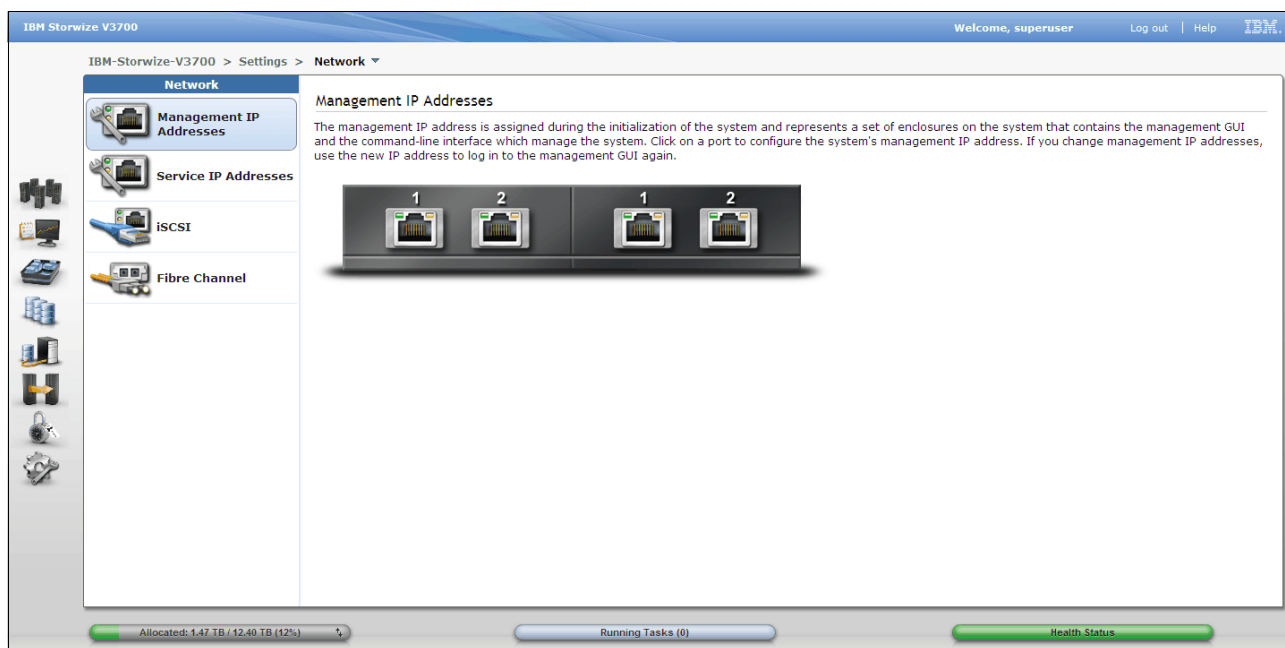 IBM Storwize V3700
Welcome, superuser
Log out | Help
IBM.
IBM-Storwize-V3700 > Settings > Network
Network
Management IP
Addresses
Service IP Addresses
iSCSI
Fibre Channel
Management IP Addresses
The management IP address is assigned during the initialization of the system and represents a set of enclosures on the system that contains the management GUI
and the command-line interface which manage the system. Click on a port to configure the system's management IP address. If you change management IP addresses,
use the new IP address to log in to the management GUI again.
1 2 1 2
Allocated: 1.47 TB / 12.40 TB (12%)
Running Tasks (0)
Health Status